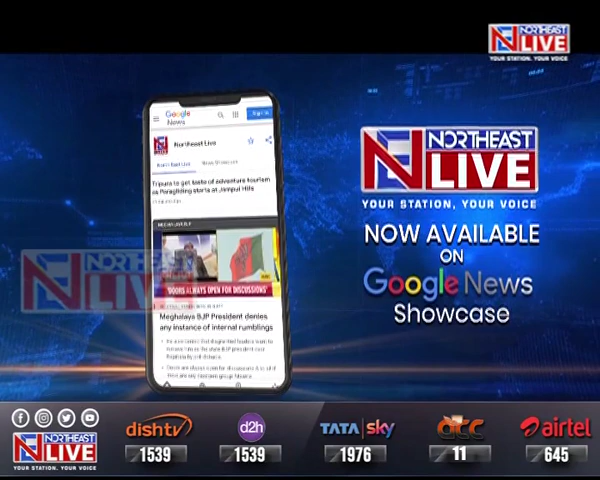 NORTHEAST
LIVE
YOUR STATION, YOUR VOICE
Google
News
Northeast Live
Tripura to get taste of adventure tourism
as Paragliding starts at Jampui Hills
'DOORS ALWAYS OPEN FOR DISCUSSIONS'
Meghalaya BJP President denies
any instance of internal rumblings
NORTHEAST
LIVE
YOUR STATION, YOUR VOICE
NOW AVAILABLE
ON
Google News
Showcase
NORTHEAST
LIVE
NORTHEAST
LIVE
YOUR STATION, YOUR VOICE
dishtv
1539
d2h
1539
TATA sky
1976
11
airtel
645